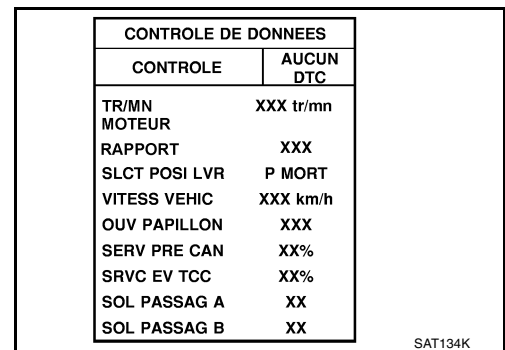 CONTROLE DE DONNEES
CONTROLE AUCUN
DTC
TR/MN XXX tr/mn
MOTEUR
RAPPORT XXX
SLCT POSI LVR P MORT
VITESS VEHIC XXX km/h
OUV PAPILLON XXX
SERV PRE CAN XX%
SRVC EV TCC XX%
SOL PASSAG A XX
SOL PASSAG B XX
SAT134K